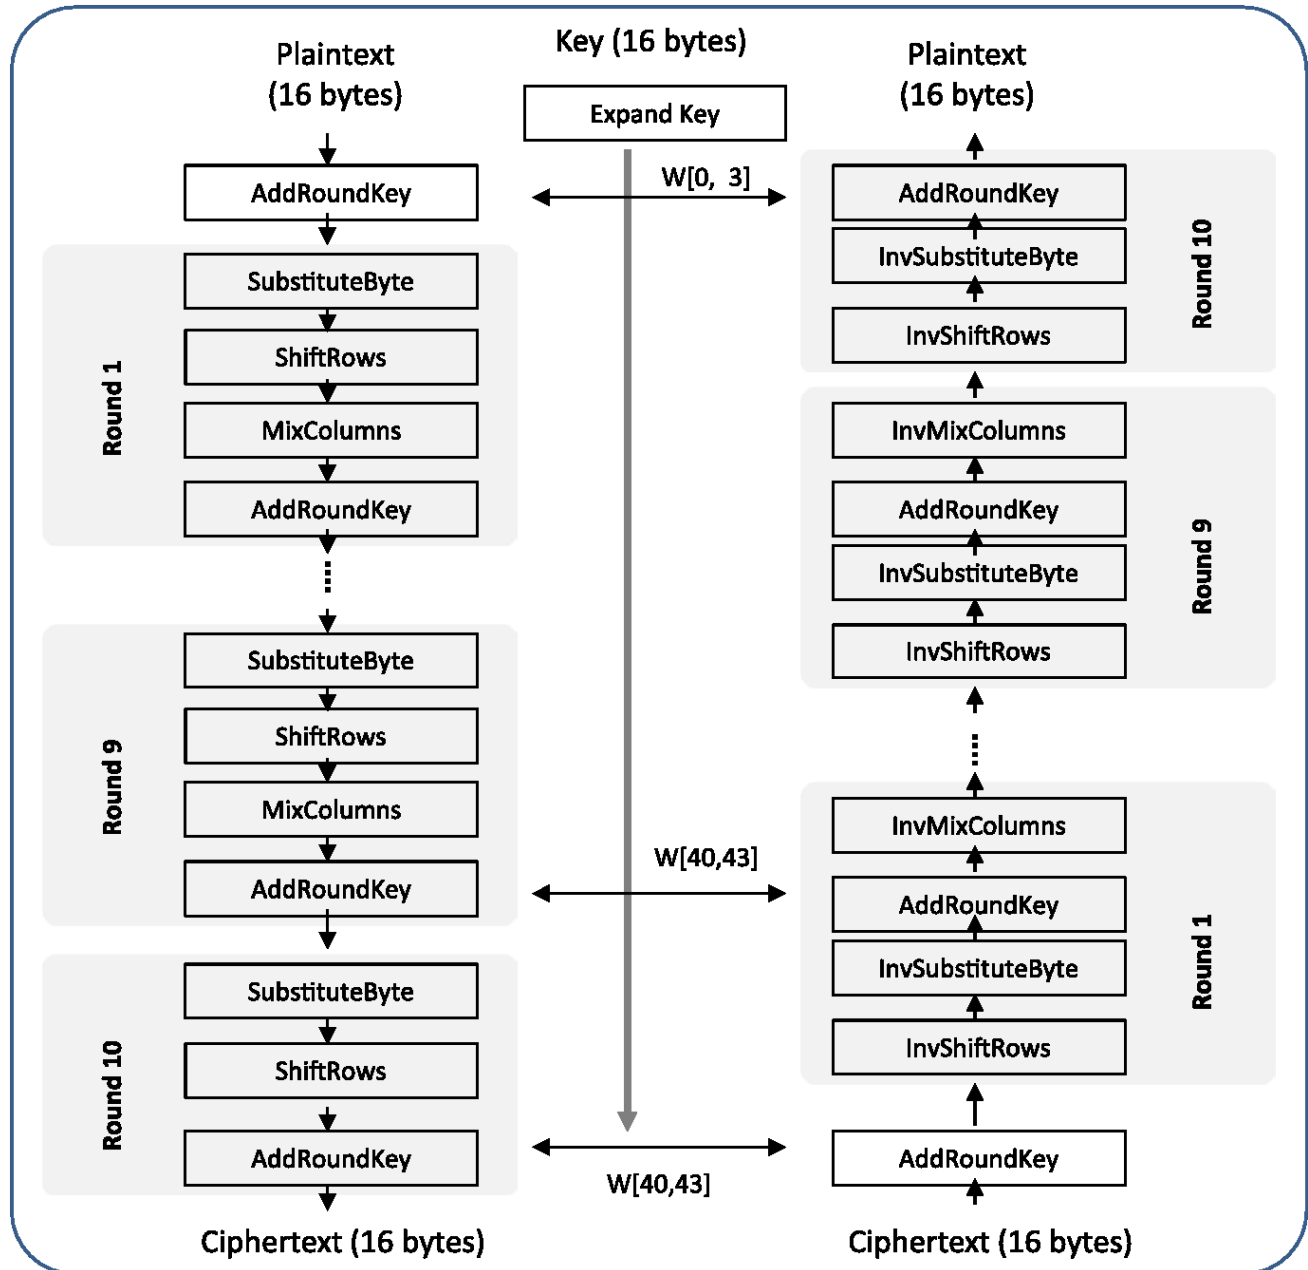 Plaintext
(16 bytes)
AddRoundKey
Round 1
SubstituteByte
ShiftRows
MixColumns
AddRoundKey
Round 9
SubstituteByte
ShiftRows
MixColumns
AddRoundKey
Round 10
SubstituteByte
ShiftRows
AddRoundKey
Ciphertext (16 bytes)
Key (16 bytes)
Expand Key
W[0, 3]
W[40,43]
W[40,43]
Plaintext
(16 bytes)
AddRoundKey
InvSubstituteByte
InvShiftRows
Round 10
InvMixColumns
AddRoundKey
InvSubstituteByte
InvShiftRows
Round 9
InvMixColumns
AddRoundKey
InvSubstituteByte
InvShiftRows
Round 1
AddRoundKey
Ciphertext (16 bytes)